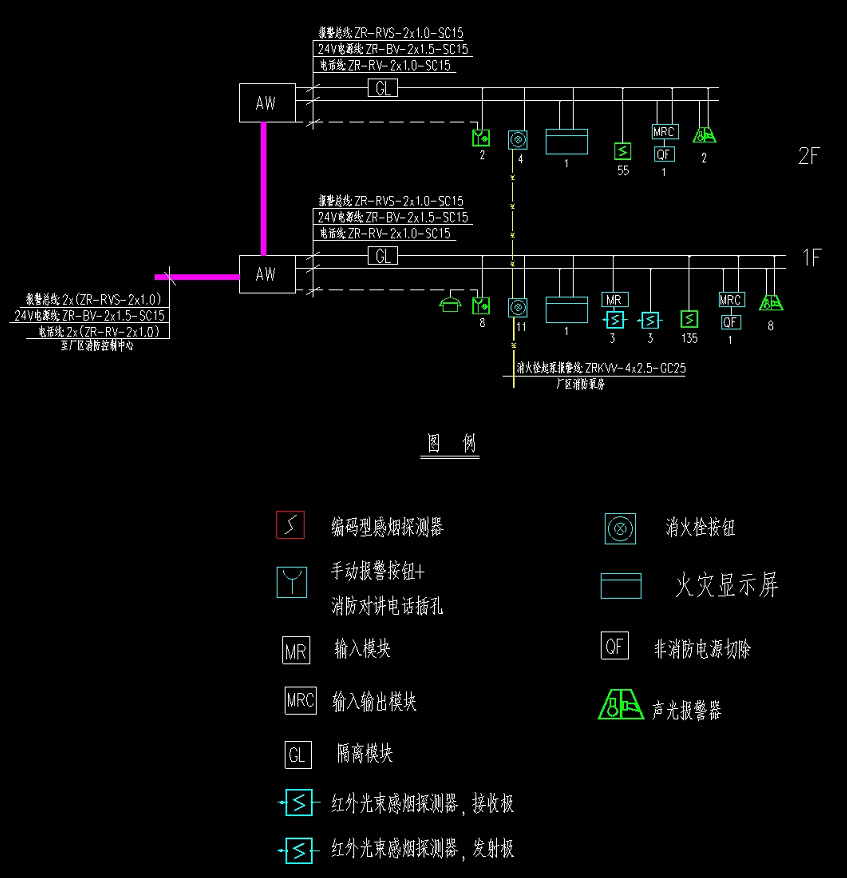 报警总线:ZR-RVS-2x1.0-SC15
24V电源线:ZR-BV-2x1.5-SC15
电话线:ZR-RV-2x1.0-SC15
GL
AW
MRC
QF
2
4
1
55
1
2
2F
报警总线:ZR-RVS-2x1.0-SC15
24V电源线:ZR-BV-2x1.5-SC15
电话线:ZR-RV-2x1.0-SC15
GL
1F
AW
报警总线:2x(ZR-RVS-2x1.0)
24V电源线:ZR-BV-2x1.5-SC15
电话线:2x(ZR-RV-2x1.0)
至厂区消防控制中心
MR
MRC
QF
8
11
1
3
3
135
1
8
消火栓起泵报警线:ZRKVV-4x2.5-GC25
厂区消防泵房
图 例
编码型感烟探测器
消火栓按钮
手动报警按钮+
消防对讲电话插孔
火灾显示屏
MR 输入模块
QF 非消防电源切除
MRC 输入输出模块
声光报警器
GL 隔离模块
红外光束感烟探测器,接收极
红外光束感烟探测器,发射极